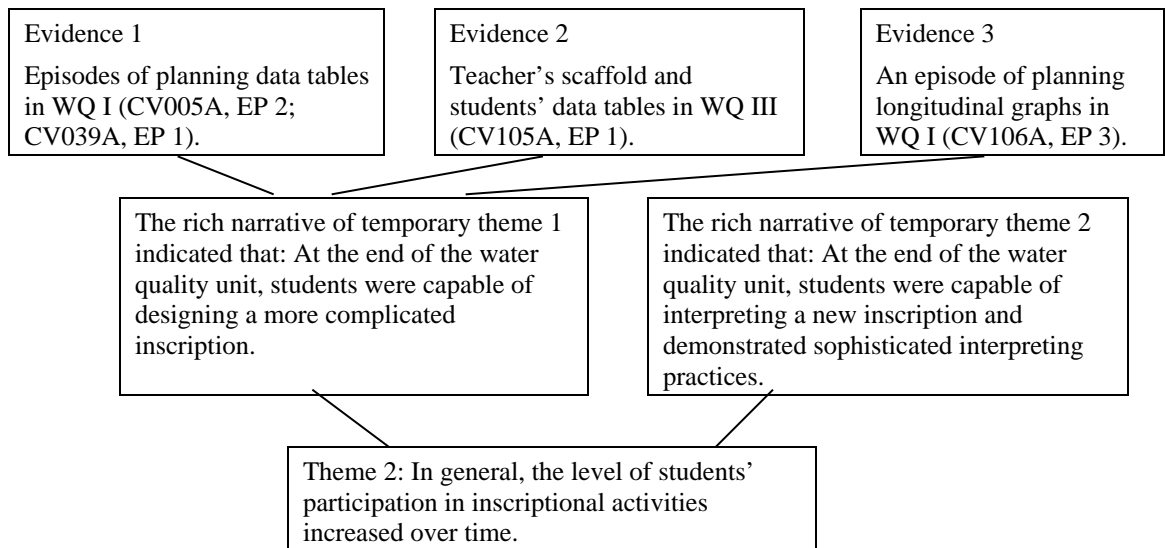 Evidence 1
Episodes of planning data tables
in WQ I (CV005A, EP 2;
CV039A, EP 1).
Evidence 2
Teacher’s scaffold and
students’ data tables in WQ III
(CV105A, EP 1).
Evidence 3
An episode of planning
longitudinal graphs in
WQ I (CV106A, EP 3).
The rich narrative of temporary theme 1
indicated that: At the end of the water
quality unit, students were capable of
designing a more complicated
inscription.
The rich narrative of temporary theme 2
indicated that: At the end of the water
quality unit, students were capable of
interpreting a new inscription and
demonstrated sophisticated interpreting
practices.
Theme 2: In general, the level of students’
participation in inscriptional activities
increased over time.